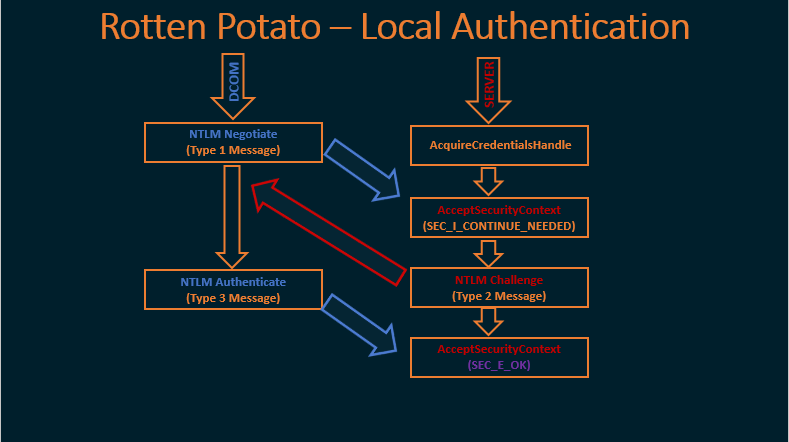 Rotten Potato – Local Authentication
DCOM
SERVER
NTLM Negotiate
(Type 1 Message)
AcquireCredentialsHandle
AcceptSecurityContext
(SEC_I_CONTINUE_NEEDED)
NTLM Authenticate
(Type 3 Message)
NTLM Challenge
(Type 2 Message)
AcceptSecurityContext
(SEC_E_OK)